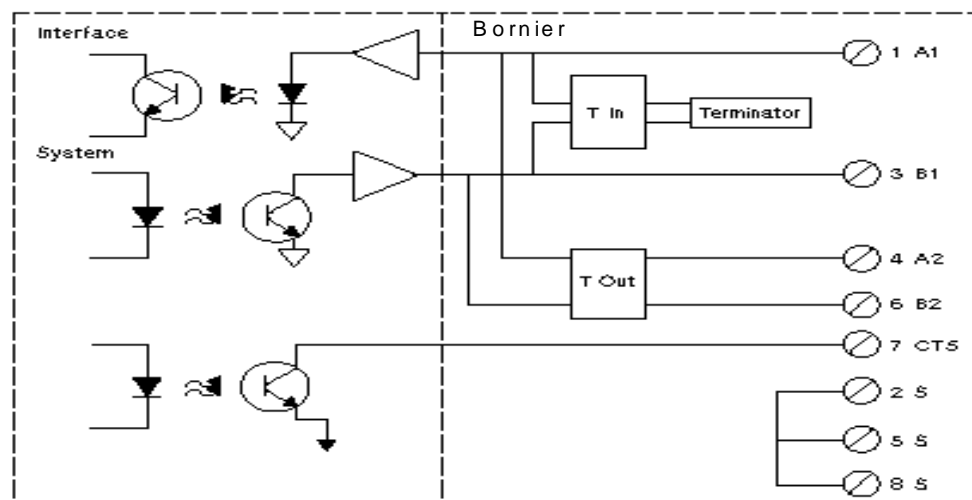 Interface
Bornier
1 A1
T In
Terminator
System
3 B1
4 A2
T Out
6 B2
7 CTS
2 S
5 S
8 S